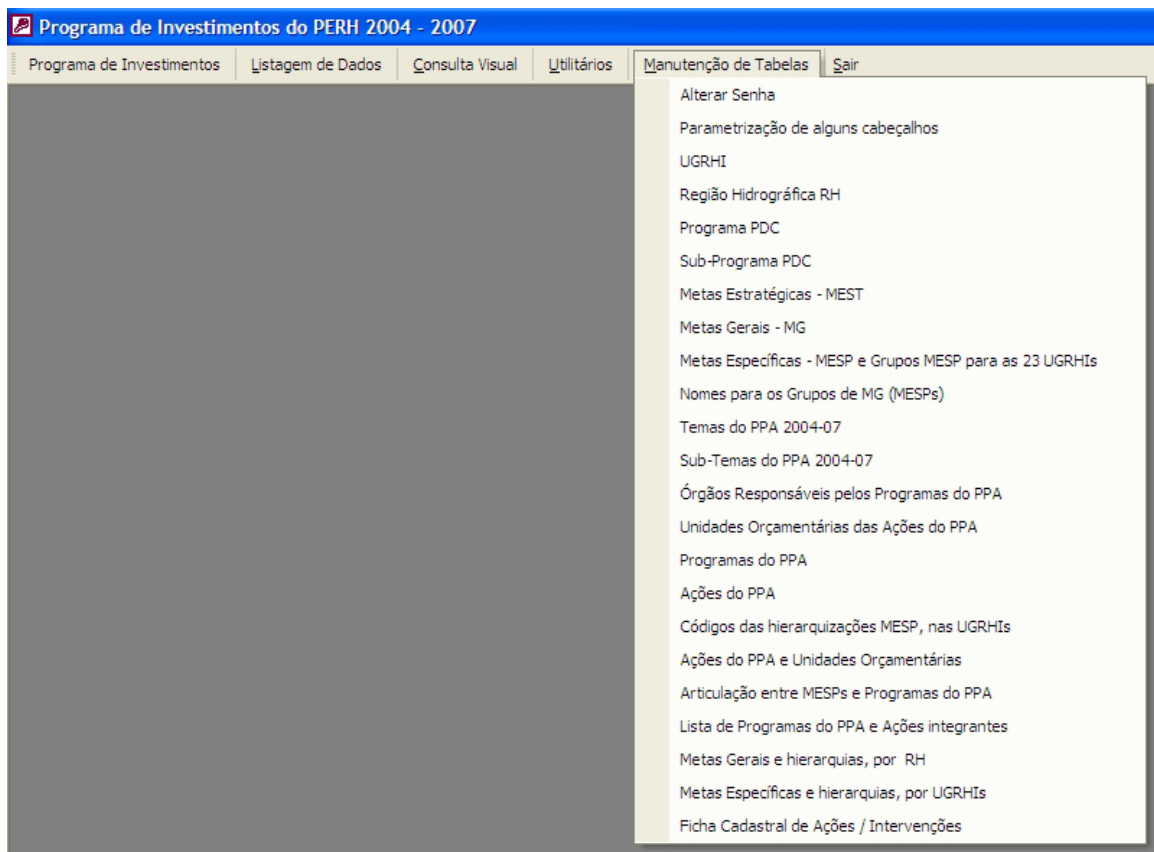 Programa de Investimentos do PERH 2004 - 2007
Programa de Investimentos Listagem de Dados Consulta Visual Utilitários Manutenção de Tabelas Sair
Alterar Senha
Parametrização de alguns cabeçalhos
UGRHI
Região Hidrográfica RH
Programa PDC
Sub-Programa PDC
Metas Estratégicas - MEST
Metas Gerais - MG
Metas Específicas - MESP e Grupos MESP para as 23 UGRHIs
Nomes para os Grupos de MG (MESPs)
Temas do PPA 2004-07
Sub-Temas do PPA 2004-07
Órgãos Responsáveis pelos Programas do PPA
Unidades Orçamentárias das Ações do PPA
Programas do PPA
Ações do PPA
Códigos das hierarquizações MESP, nas UGRHIs
Ações do PPA e Unidades Orçamentárias
Articulação entre MESPs e Programas do PPA
Lista de Programas do PPA e Ações integrantes
Metas Gerais e hierarquias, por RH
Metas Específicas e hierarquias, por UGRHIs
Ficha Cadastral de Ações / Intervenções